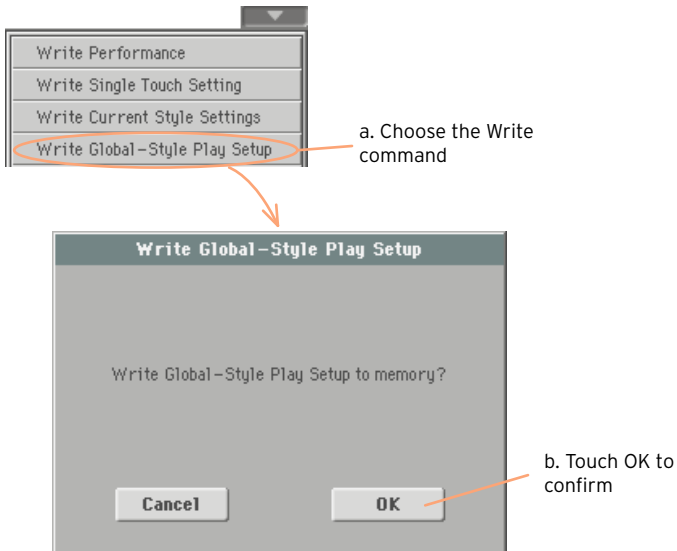 Write Performance
Write Single Touch Setting
Write Current Style Settings
Write Global-Style Play Setup
a. Choose the Write
command
Write Global-Style Play Setup
Write Global-Style Play Setup to memory?
Cancel
OK
b. Touch OK to
confirm